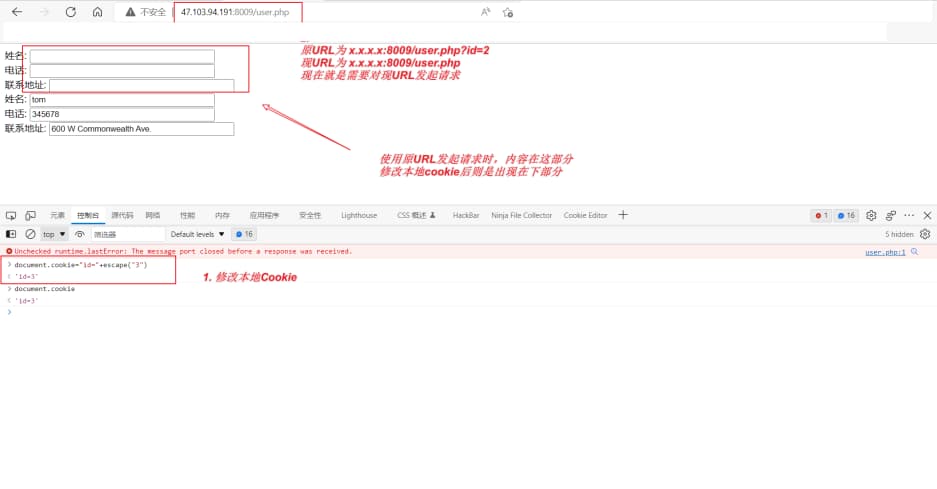 不安全 47.103.94.191:8009/user.php
原URL为 x.x.x.x:8009/user.php?id=2
现URL为 x.x.x.x:8009/user.php
现在就是需要对现URL发起请求
姓名:
电话:
联系地址:
姓名: tom
电话: 345678
联系地址: 600 W Commonwealth Ave.
使用原URL发起请求时，内容在这部分
修改本地cookie后则是出现在下部分
元素 控制台 源代码 网络 性能 内存 应用程序 安全性 Lighthouse CSS 概述 HackBar Ninja File Collector Cookie Editor 1 16
top 筛选器 Default levels 16 5 hidden
Unchecked runtime.lastError: The message port closed before a response was received. user.php:1
> document.cookie="id="+escape("3")
< 'id=3'
1. 修改本地Cookie
> document.cookie
< 'id=3'
>